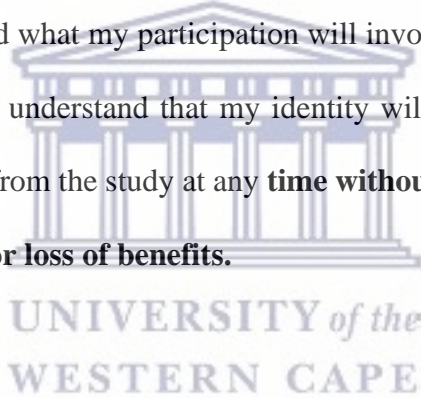 d what my participation will invo
understand that my identity wil
from the study at any time withou
or loss of benefits.
UNIVERSITY of the
WESTERN CAPE